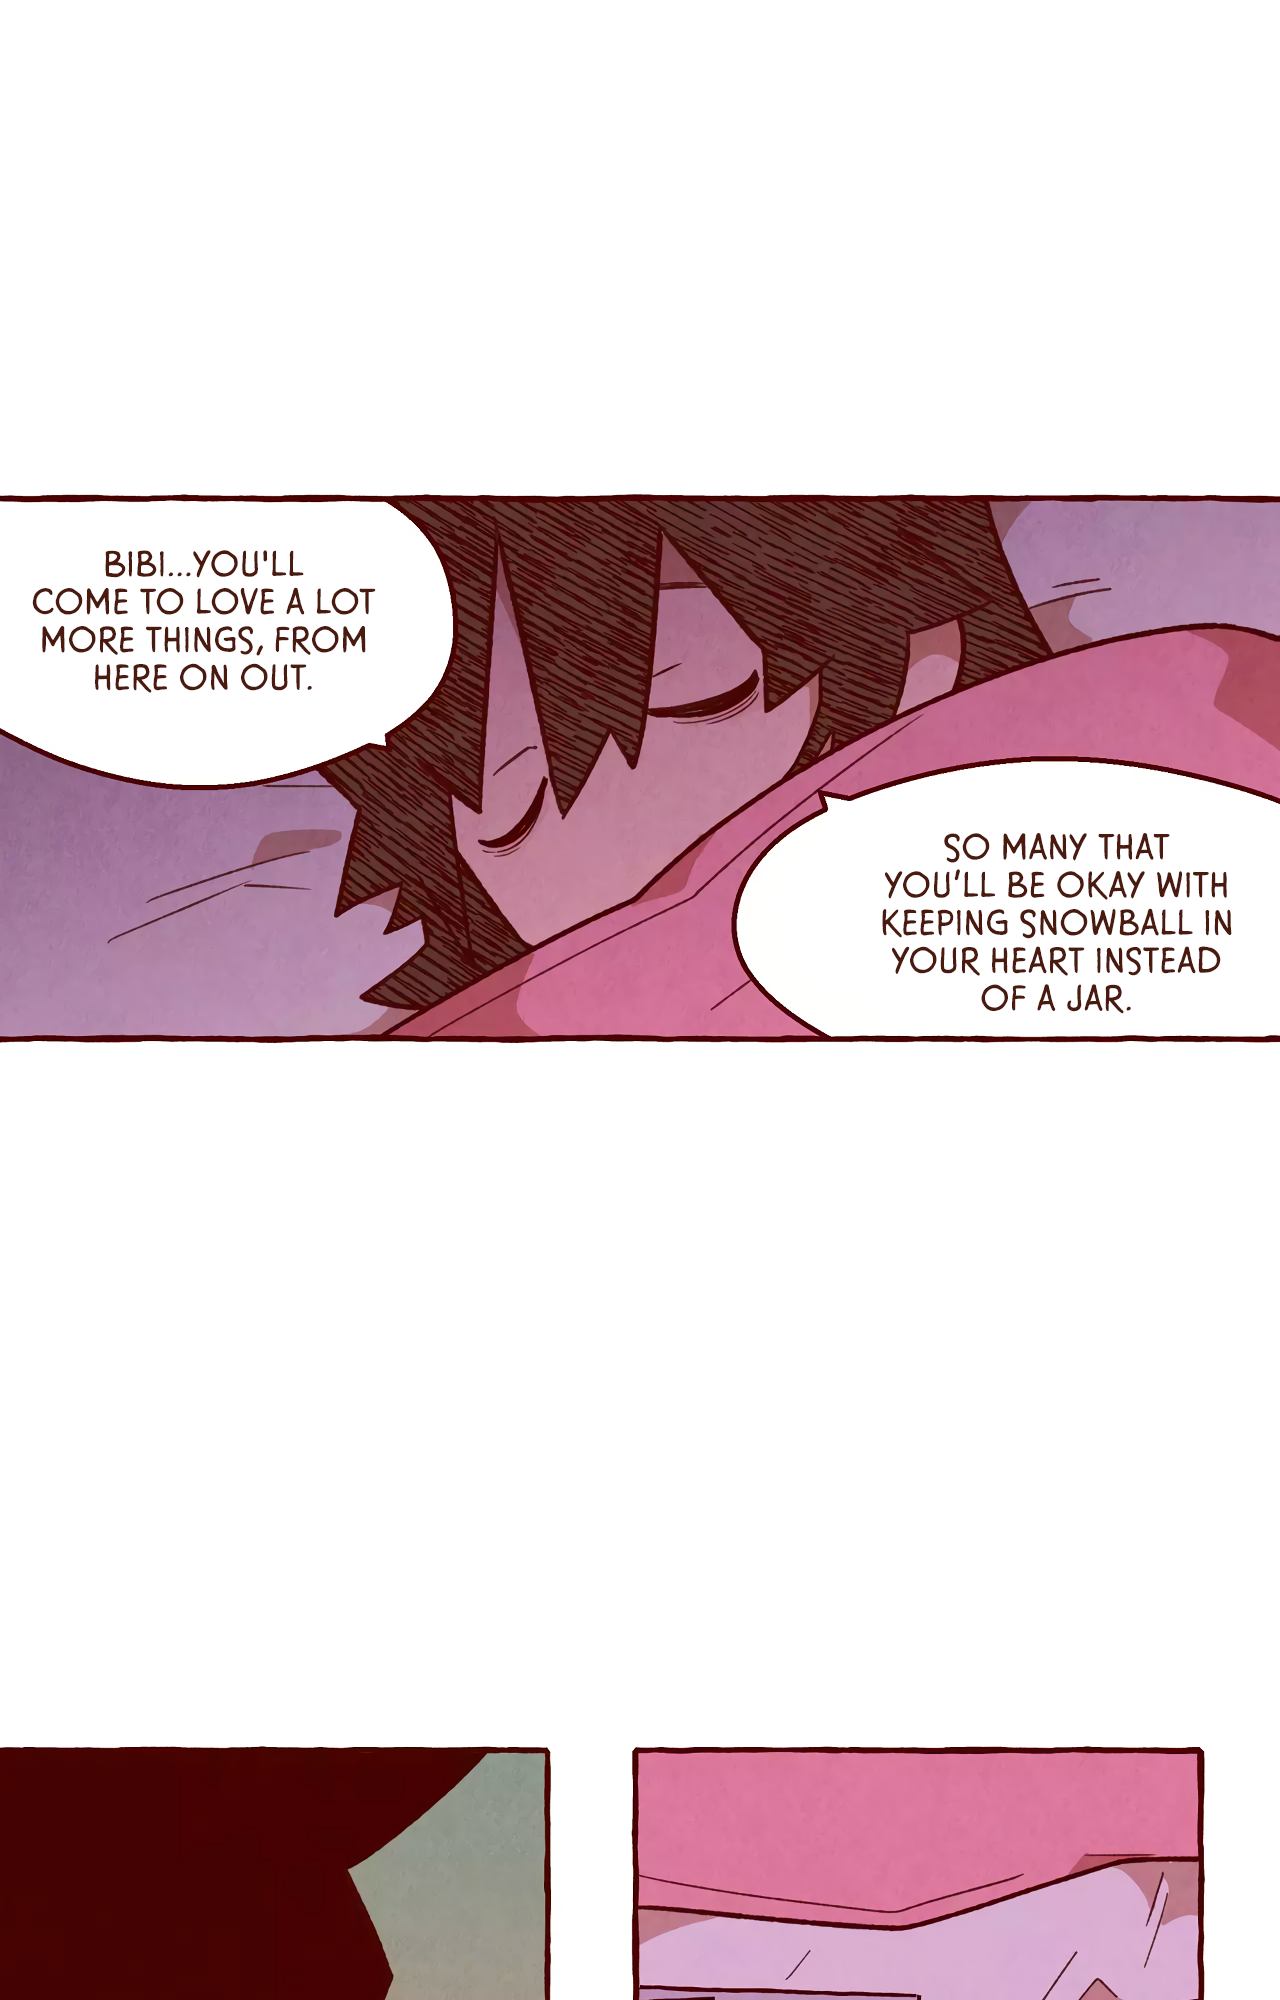 BIBI...YOU'LL
COME TO LOVE A LOT
MORE THINGS, FROM
HERE ON OUT.
SO MANY THAT
YOU'LL BE OKAY WITH
KEEPING SNOWBALL IN
YOUR HEART INSTEAD
OF A JAR.